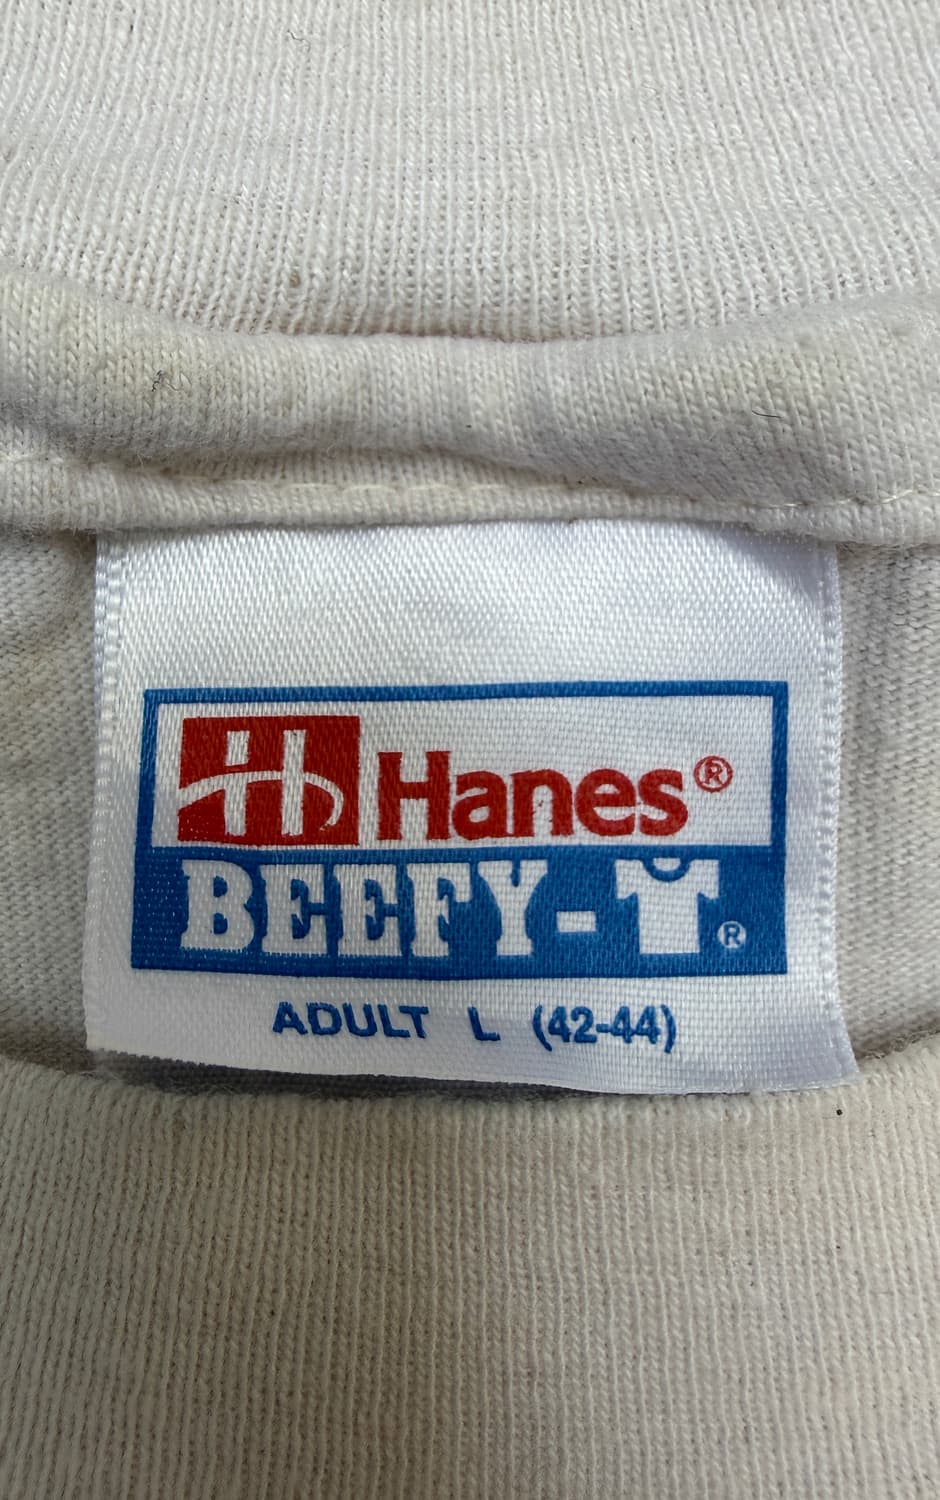 H Hanes®
BEEFY-T®
ADULT L (42-44)